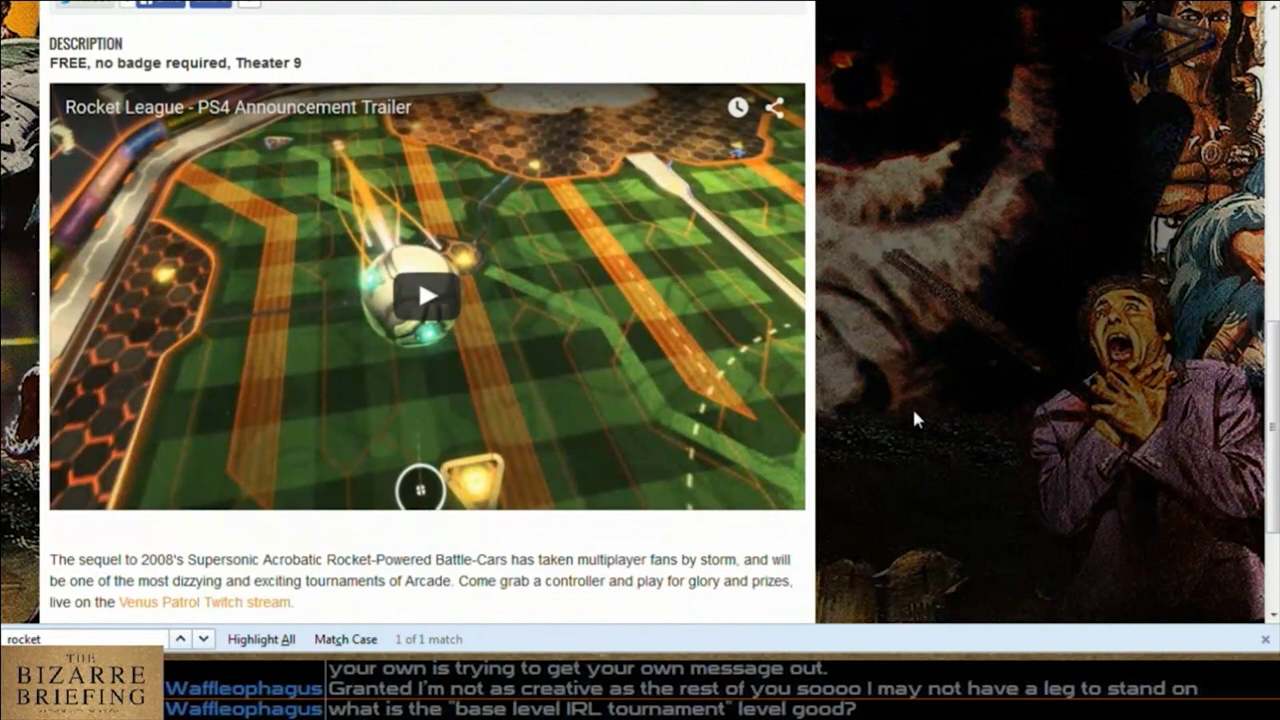 DESCRIPTION
FREE, no badge required, Theater 9
Rocket League - PS4 Announcement Trailer
The sequel to 2008's Supersonic Acrobatic Rocket-Powered Battle-Cars has taken multiplayer fans by storm, and will
be one of the most dizzying and exciting tournaments of Arcade. Come grab a controller and play for glory and prizes,
live on the Venus Patrol Twitch stream.
rocket Highlight All Match Case 1 of 1 match
THE
BIZARRE
BRIEFING
your own is trying to get your own message out.
Waffleophagus Granted I'm not as creative as the rest of you soooo I may not have a leg to stand on
Waffleophagus what is the "base level IRL tournament" level good?